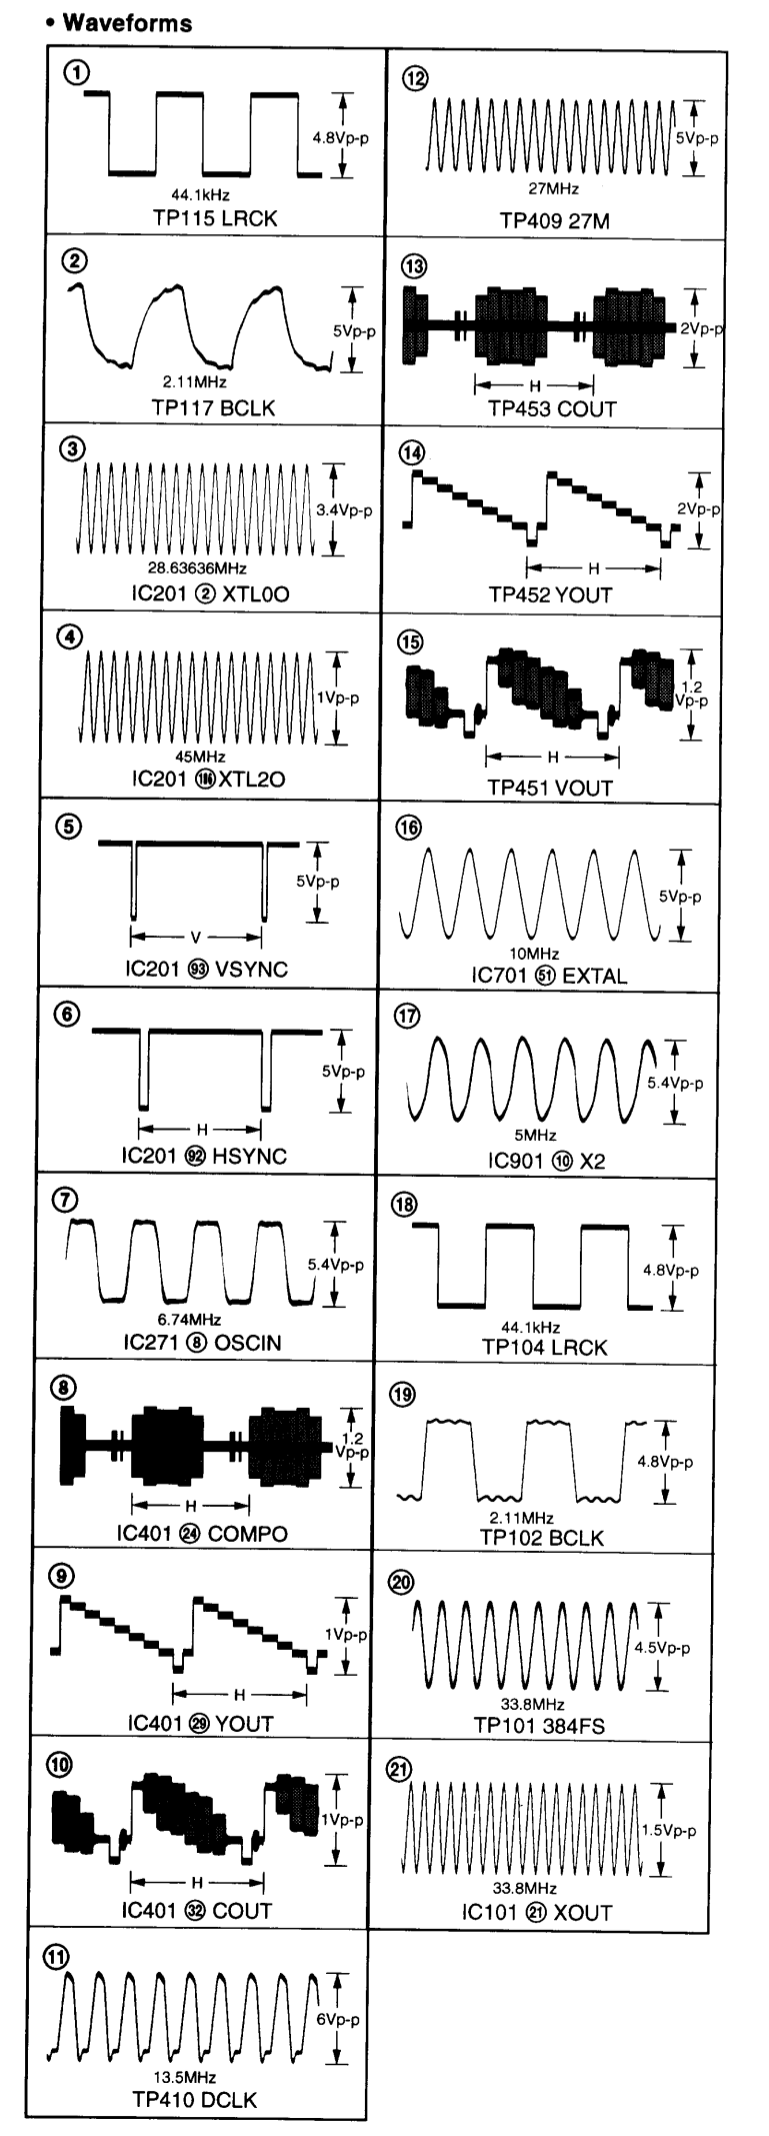 • Waveforms
①
4.8Vp-p
44.1kHz
TP115 LRCK
②
5Vp-p
2.11MHz
TP117 BCLK
③
3.4Vp-p
28.63636MHz
IC201 ② XTL0O
④
1Vp-p
45MHz
IC201 (186) XTL2O
⑤
5Vp-p
V
IC201 (93) VSYNC
⑥
5Vp-p
H
IC201 (92) HSYNC
⑦
5.4Vp-p
6.74MHz
IC271 ⑧ OSCIN
⑧
1.2
Vp-p
H
IC401 ㉔ COMPO
⑨
1Vp-p
H
IC401 ㉙ YOUT
⑩
1Vp-p
H
IC401 ㉜ COUT
⑪
6Vp-p
13.5MHz
TP410 DCLK
⑫
5Vp-p
27MHz
TP409 27M
⑬
2Vp-p
H
TP453 COUT
⑭
2Vp-p
H
TP452 YOUT
⑮
1.2
Vp-p
H
TP451 VOUT
⑯
5Vp-p
10MHz
IC701 (51) EXTAL
⑰
5.4Vp-p
5MHz
IC901 ⑩ X2
⑱
4.8Vp-p
44.1kHz
TP104 LRCK
⑲
4.8Vp-p
2.11MHz
TP102 BCLK
⑳
4.5Vp-p
33.8MHz
TP101 384FS
㉑
1.5Vp-p
33.8MHz
IC101 ㉑ XOUT